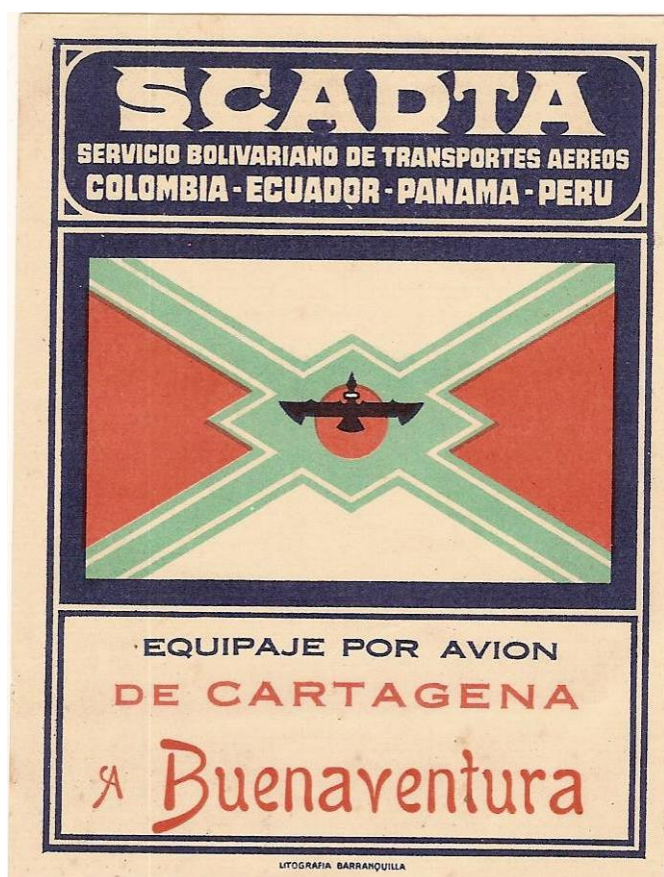 SCADTA
SERVICIO BOLIVARIANO DE TRANSPORTES AEREOS
COLOMBIA - ECUADOR - PANAMA - PERU
EQUIPAJE POR AVION
DE CARTAGENA
A Buenaventura
LITOGRAFIA BARRANQUILLA